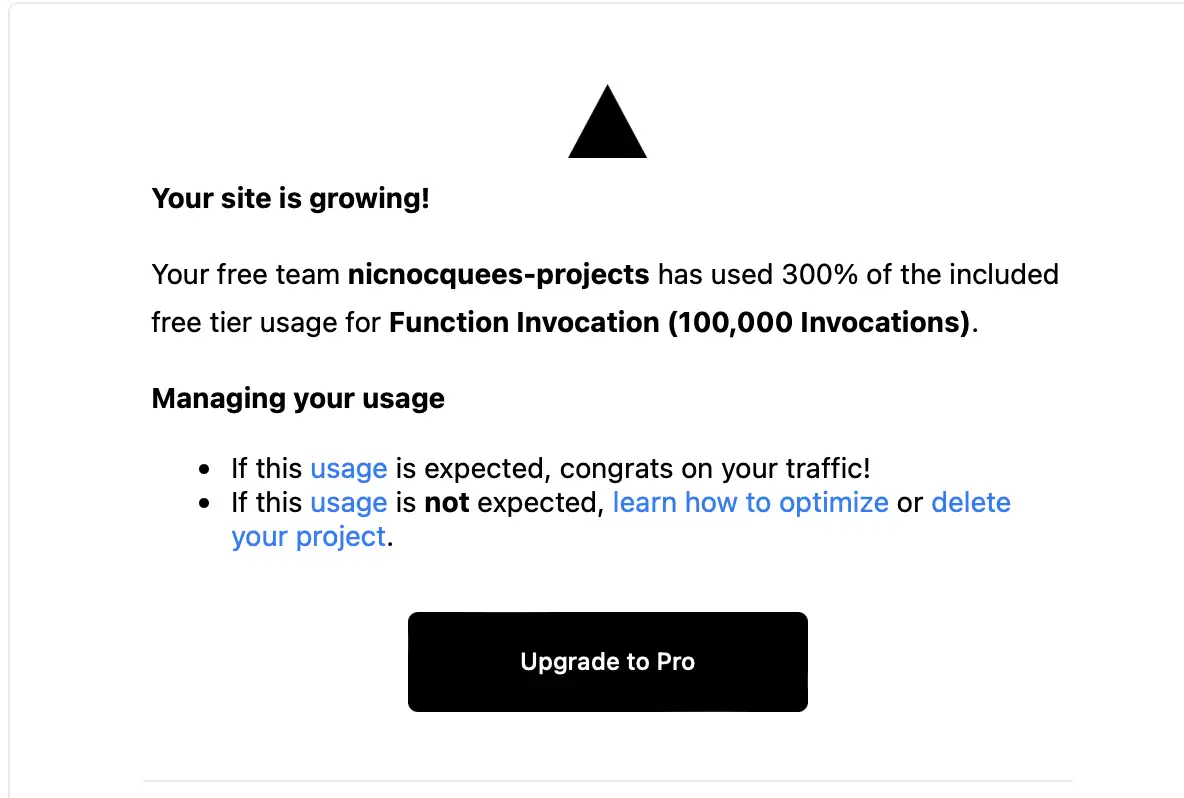 Your site is growing!
Your free team nicnocquees-projects has used 300% of the included
free tier usage for Function Invocation (100,000 Invocations).
Managing your usage
• If this usage is expected, congrats on your traffic!
• If this usage is not expected, learn how to optimize or delete
your project.
Upgrade to Pro